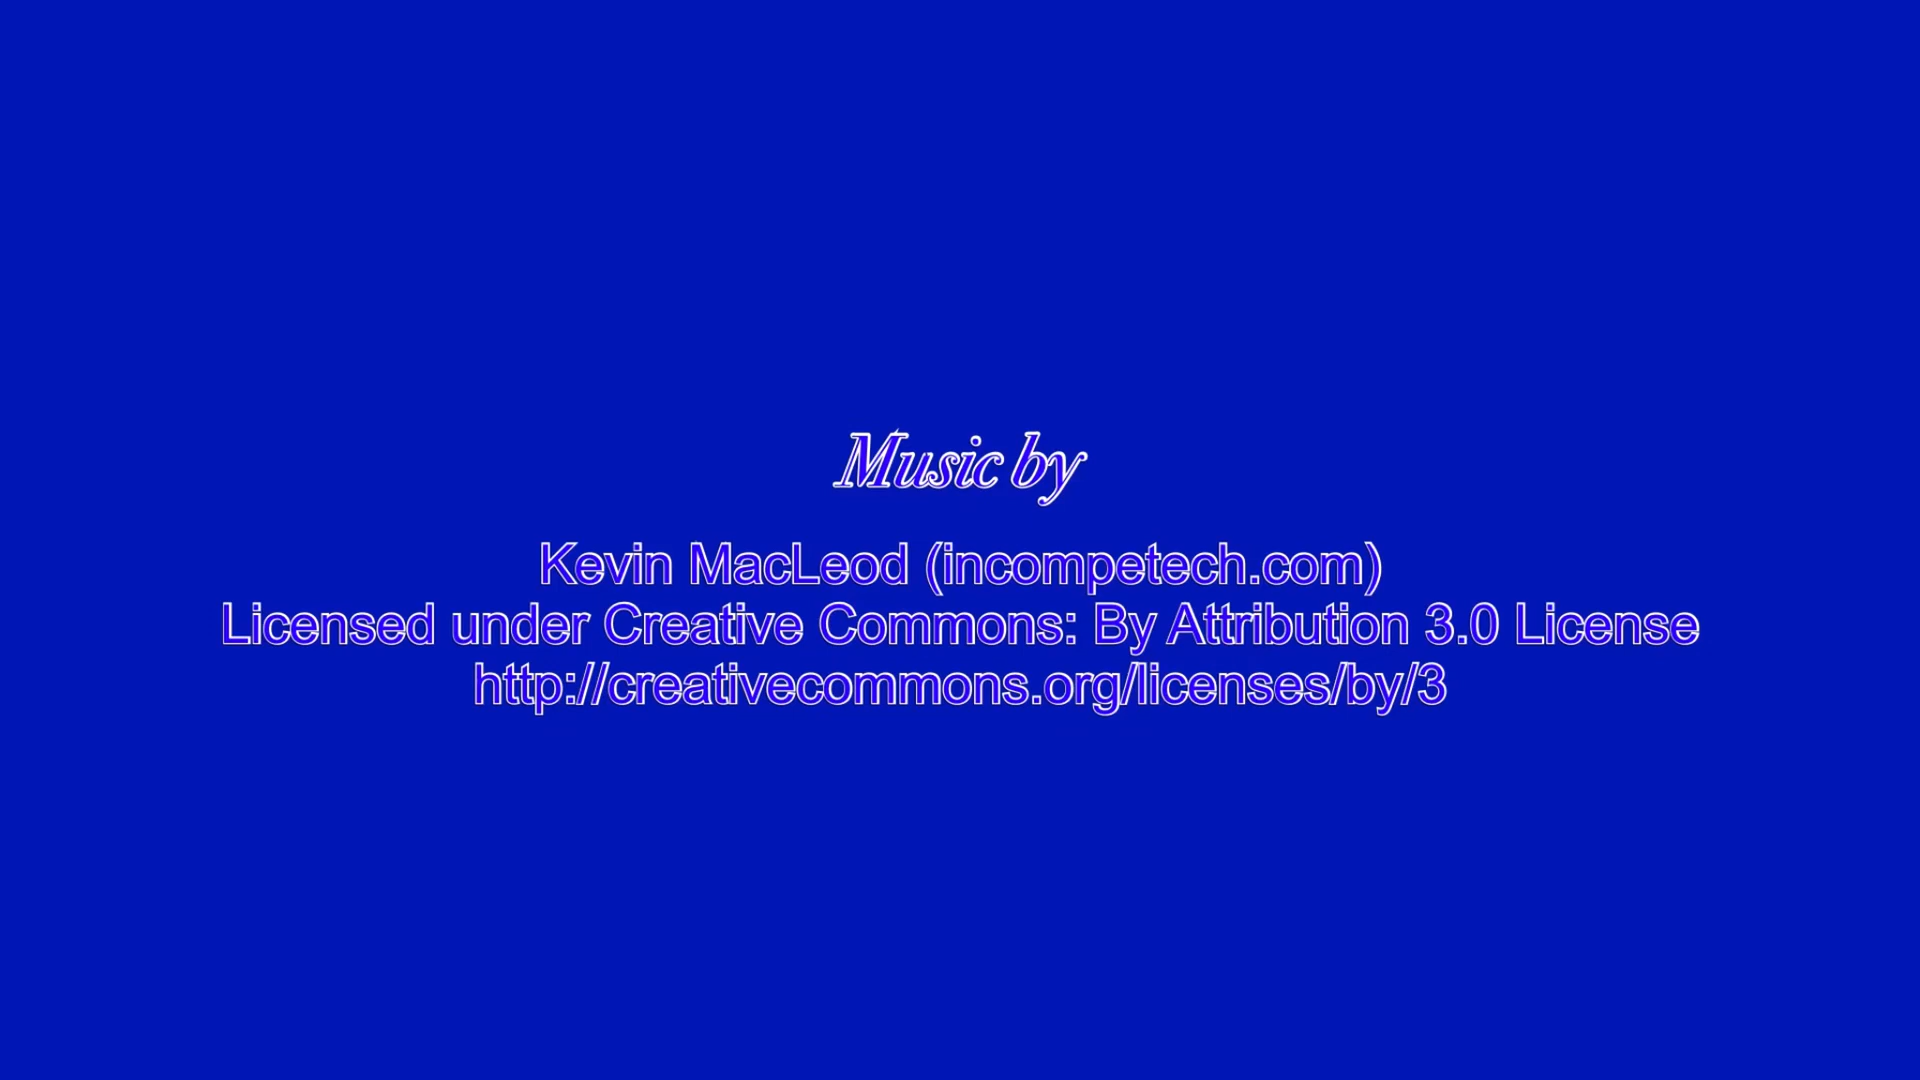 Music by
Kevin MacLeod (incompetech.com)
Licensed under Creative Commons: By Attribution 3.0 License
http://creativecommons.org/licenses/by/3